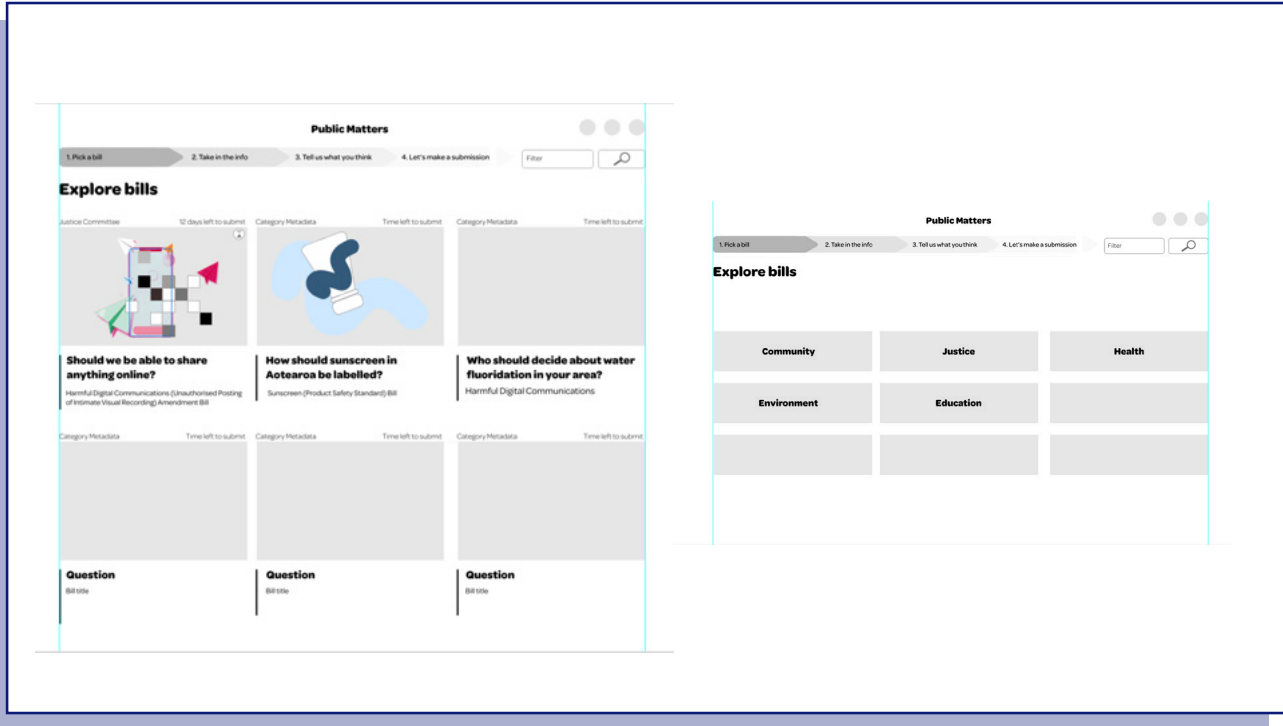 Public Matters
1. Pick a bill
2. Take in the info
3. Tell us what you think
4. Let's make a submission
Filter
Explore bills
Justice Committee
12 days left to submit
Category Metadata
Time left to submit
Category Metadata
Time left to submit
Should we be able to share
anything online?
Harmful Digital Communications (Unauthorised Posting
of Intimate Visual Recording) Amendment Bill
How should sunscreen in
Aotearoa be labelled?
Sunscreen (Product Safety Standard) Bill
Who should decide about water
fluoridation in your area?
Harmful Digital Communications
Category Metadata
Time left to submit
Category Metadata
Time left to submit
Category Metadata
Time left to submit
Question
Bill title
Question
Bill title
Question
Bill title
Public Matters
1. Pick a bill
2. Take in the info
3. Tell us what you think
4. Let's make a submission
Filter
Explore bills
Community
Justice
Health
Environment
Education